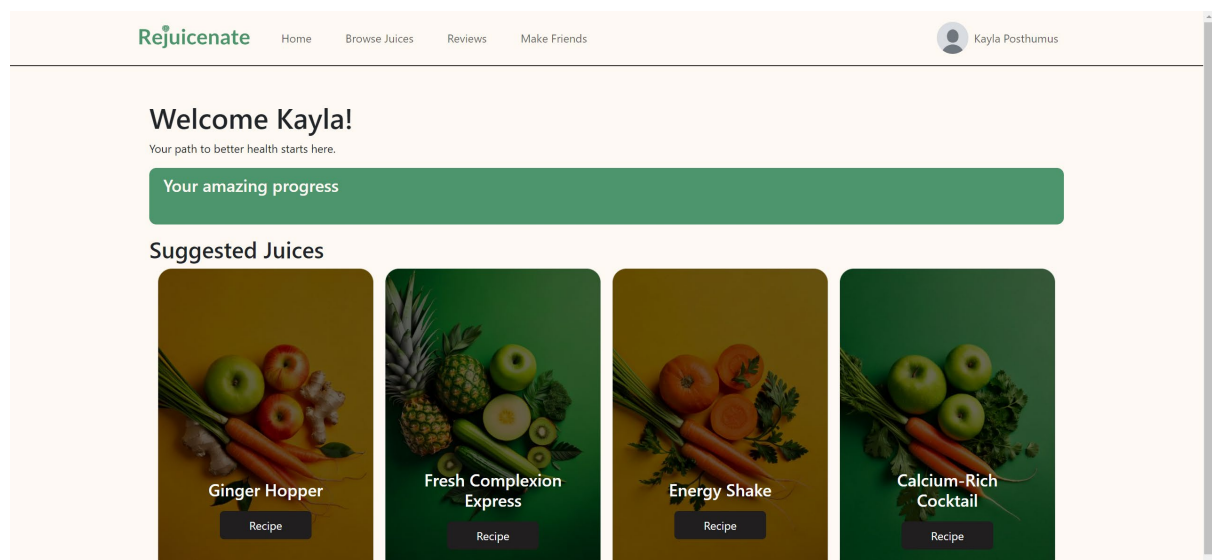 Rejuicenate
Home
Browse Juices
Reviews
Make Friends
Kayla Posthumus
Welcome Kayla!
Your path to better health starts here.
Your amazing progress
Suggested Juices
Ginger Hopper
Recipe
Fresh Complexion
Express
Recipe
Energy Shake
Recipe
Calcium-Rich
Cocktail
Recipe